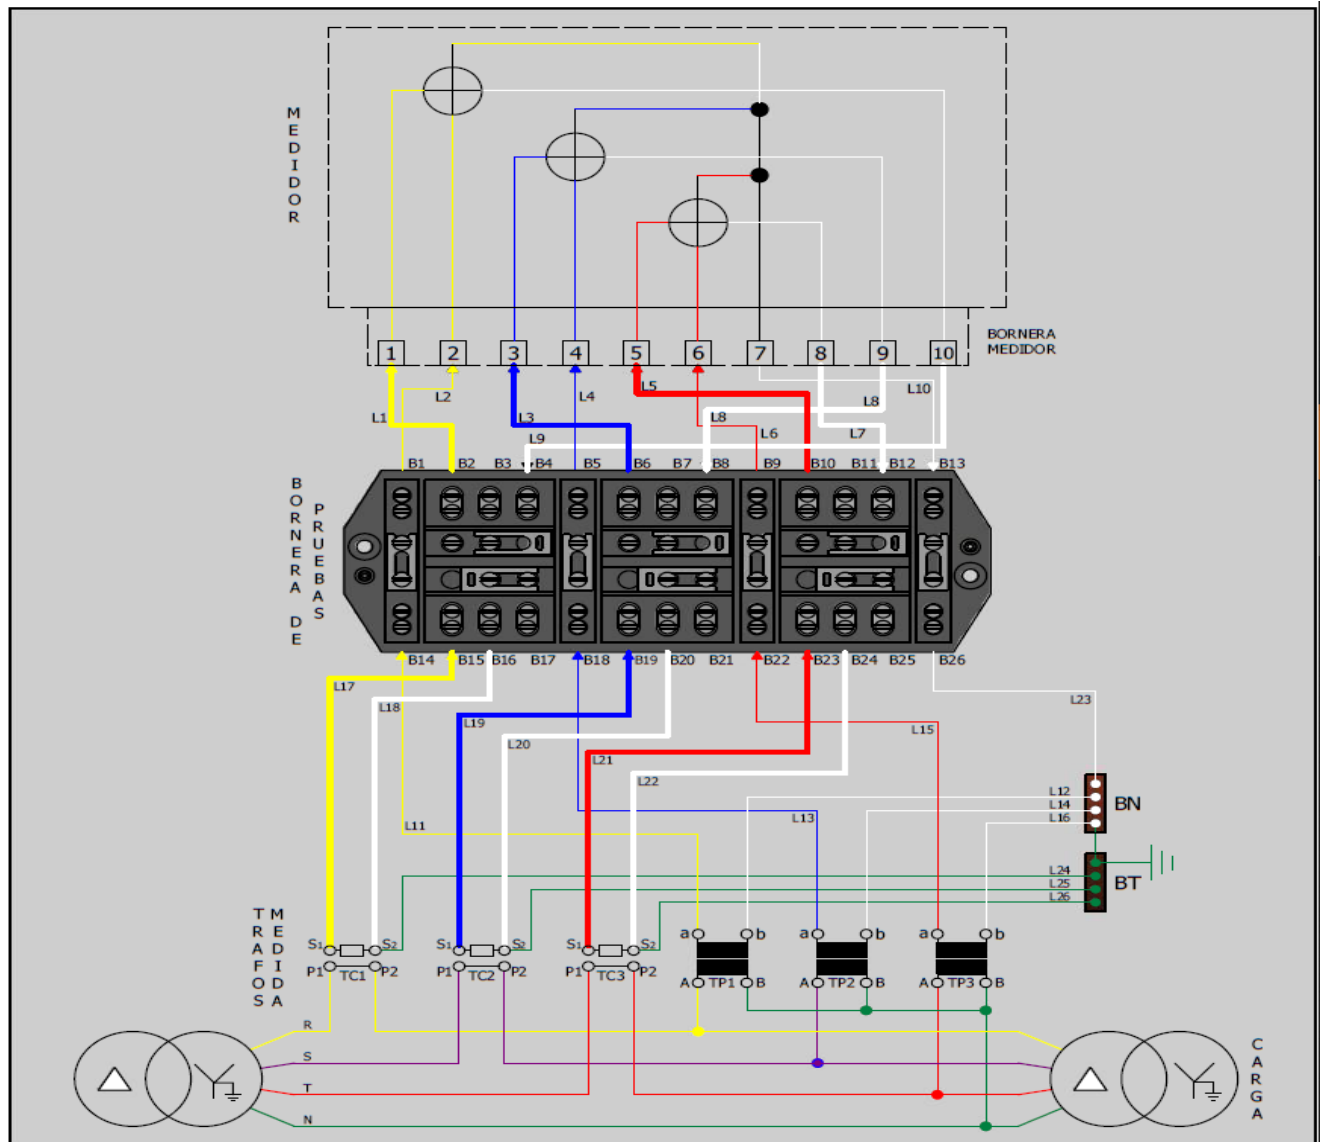 MEDIDOR
BORNERA
MEDIDOR
1 2 3 4 5 6 7 8 9 10
L1 L2 L3 L4 L5 L6 L8 L7 L8 L10
L9
B1 B2 B3 B4 B5 B6 B7 B8 B9 B10 B11 B12 B13
BORNERA DE
PRUEBAS
B14 B15 B16 B17 B18 B19 B20 B21 B22 B23 B24 B25 B26
L17 L18 L19 L20 L21 L22 L15 L23
L11 L13
L12
L14
L16
BN
L24
L25
L26
BT
TRAFOS
MEDIDA
S1 S2 S1 S2 S1 S2
P1 TC1 P2 P1 TC2 P2 P1 TC3 P2
a b a b a b
A TP1 B A TP2 B A TP3 B
R
S
T
N
CARGA